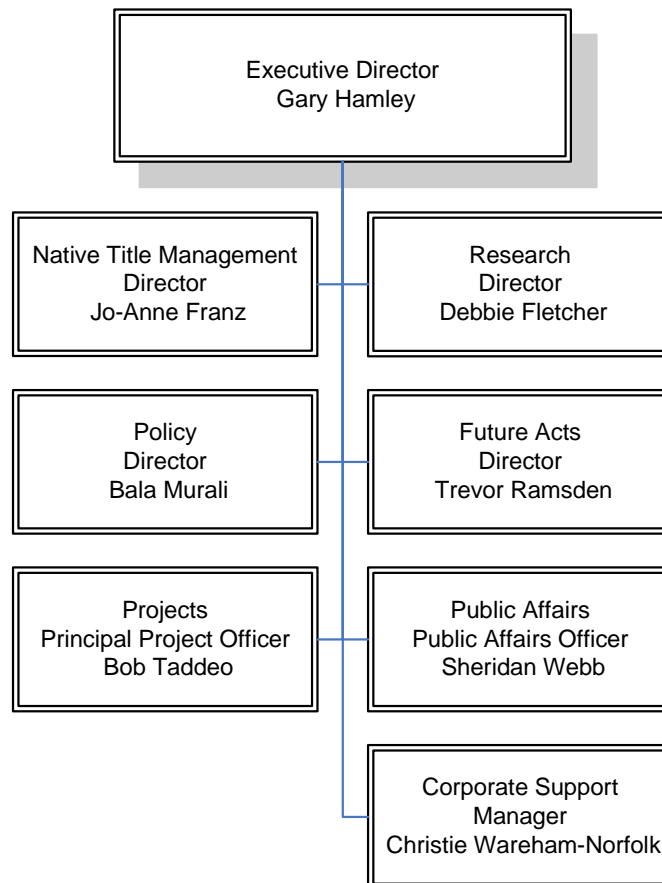 Executive Director
Gary Hamley
Native Title Management
Director
Jo-Anne Franz
Research
Director
Debbie Fletcher
Policy
Director
Bala Murali
Future Acts
Director
Trevor Ramsden
Projects
Principal Project Officer
Bob Taddeo
Public Affairs
Public Affairs Officer
Sheridan Webb
Corporate Support
Manager
Christie Wareham-Norfolk